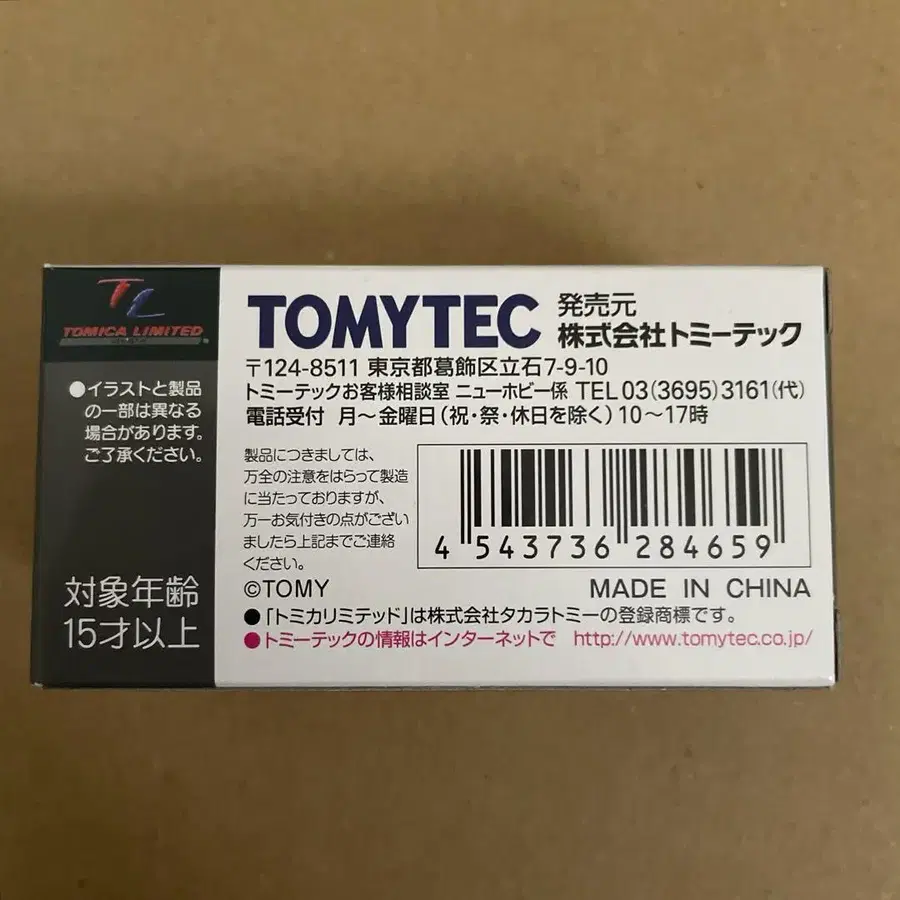 TL
TOMICA LIMITED
●イラストと製品
の一部は異なる
場合があります。
ご了承ください。
対象年齢
15才以上
TOMYTEC 発売元
株式会社トミーテック
〒124-8511 東京都葛飾区立石7-9-10
トミーテックお客様相談室 ニューホビー係 TEL 03(3695)3161(代)
電話受付 月～金曜日(祝・祭・休日を除く)10～17時
製品につきましては、
万全の注意をはらって製造
に当たっておりますが、
万一お気付きの点がござい
ましたら上記までご連絡
ください。
4 543736 284659
©TOMY MADE IN CHINA
●「トミカリミテッド」は株式会社タカラトミーの登録商標です。
●トミーテックの情報はインターネットで http://www.tomytec.co.jp/